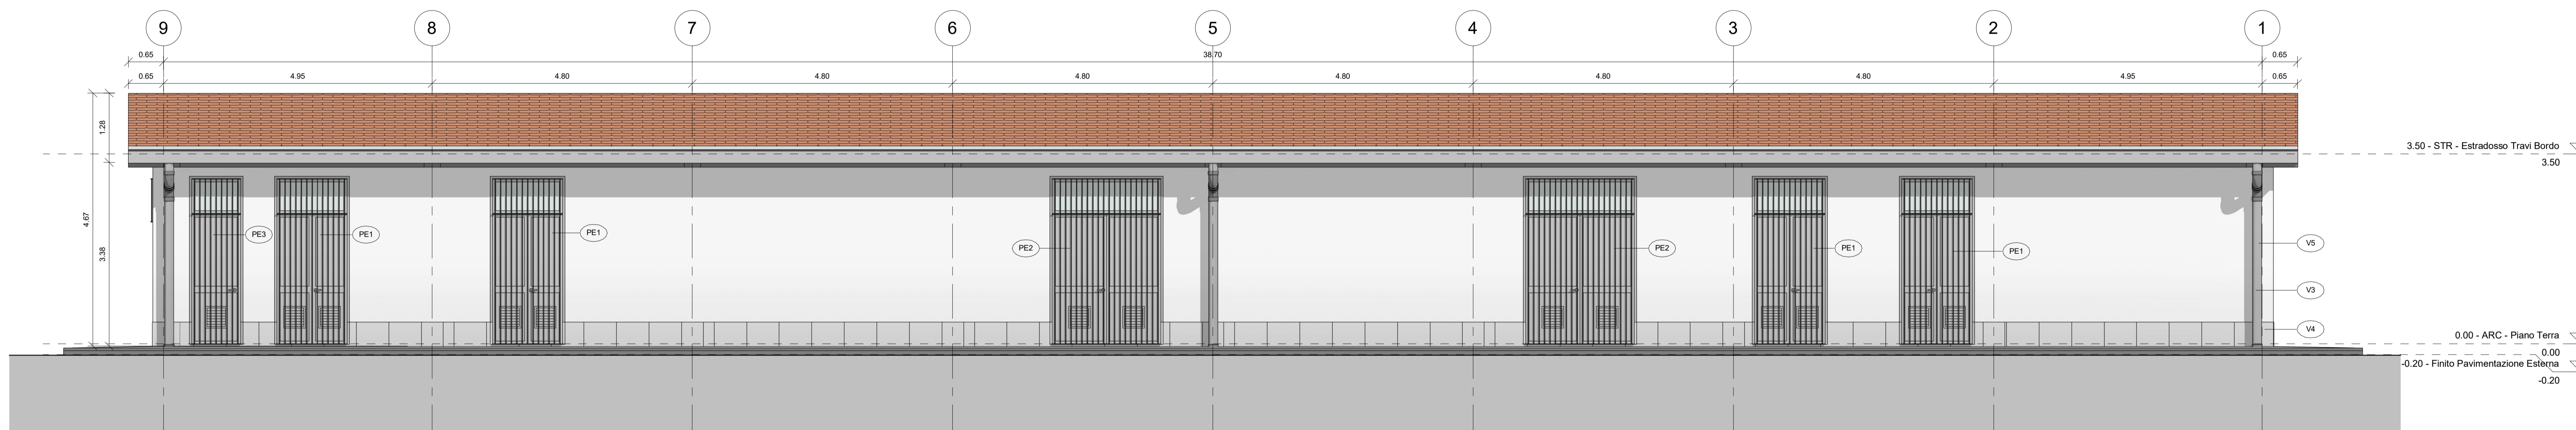 9 8 7 6 5 4 3 2 1
0.65 38.70 0.65
0.65 4.95 4.80 4.80 4.80 4.80 4.80 4.80 4.95 0.65
1.28
4.67
3.38
3.50 - STR - Estradosso Travi Bordo
3.50
PE3 PE1 PE1 PE2 PE2 PE1 PE1 V5
V3
V4
0.00 - ARC - Piano Terra
0.00
-0.20 - Finito Pavimentazione Esterna
-0.20